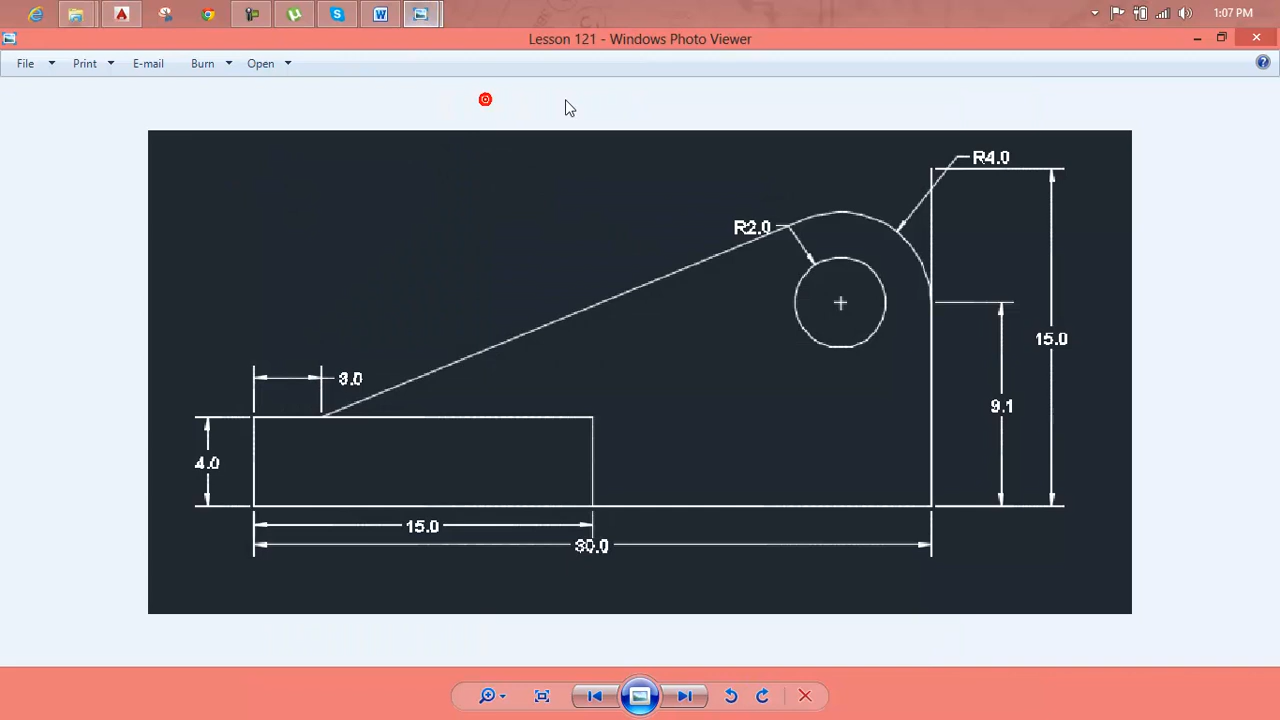 1:07 PM
Lesson 121 - Windows Photo Viewer
File Print E-mail Burn Open
R4.0
R2.0
15.0
3.0
9.1
4.0
15.0
30.0